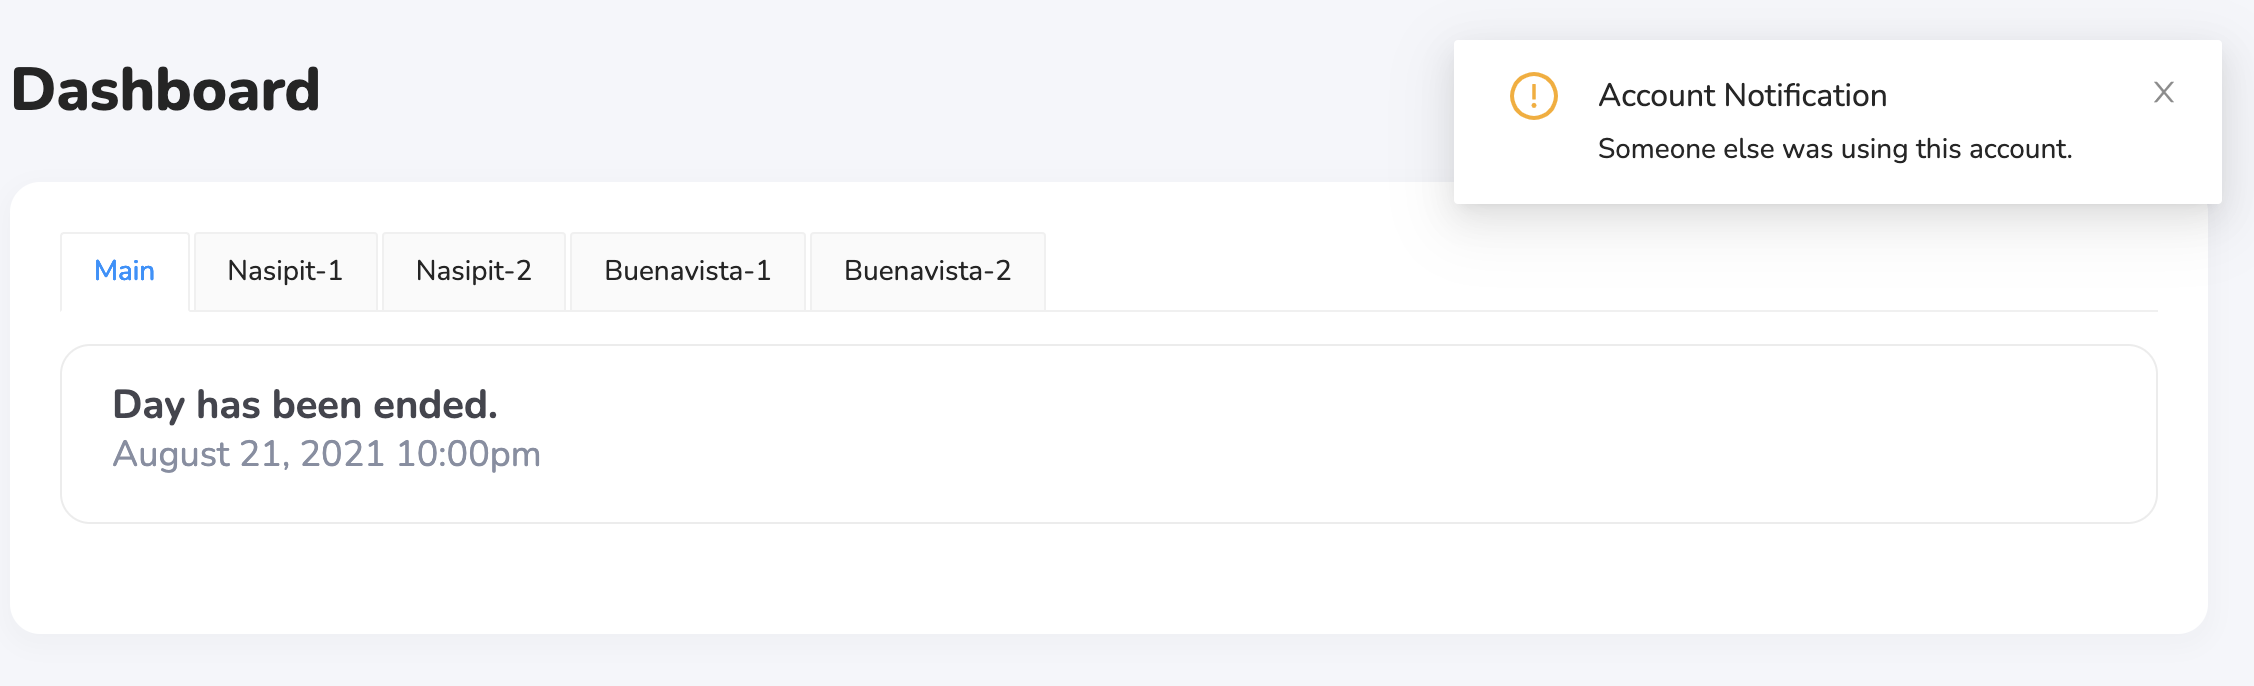 Dashboard
Account Notification
Someone else was using this account.
Main
Nasipit-1
Nasipit-2
Buenavista-1
Buenavista-2
Day has been ended.
August 21, 2021 10:00pm